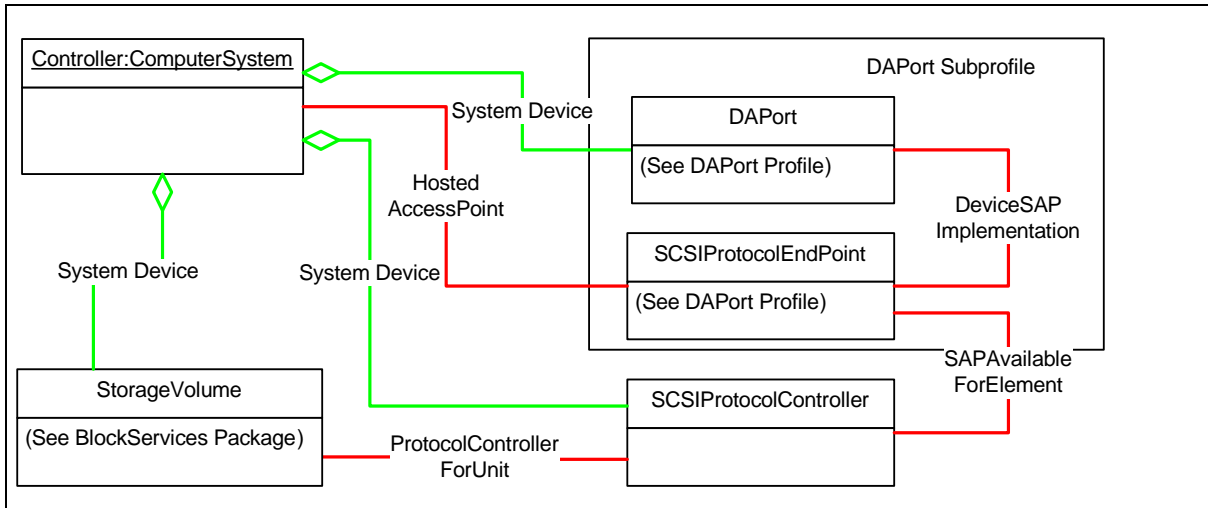 Controller:ComputerSystem
DAPort Subprofile
System Device
DAPort
(See DAPort Profile)
Hosted
AccessPoint
DeviceSAP
Implementation
SCSIProtocolEndPoint
(See DAPort Profile)
System Device
System Device
SAPAvailable
ForElement
StorageVolume
(See BlockServices Package)
SCSIProtocolController
ProtocolController
ForUnit